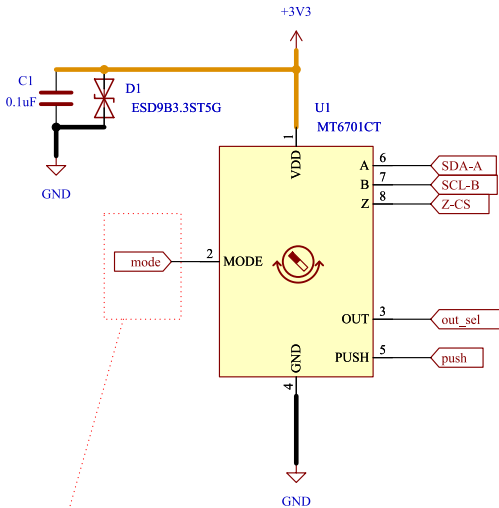 +3V3
C1
0.1uF
D1
ESD9B3.3ST5G
GND
U1
MT6701CT
1
VDD
A
6
SDA-A
B
7
SCL-B
Z
8
Z-CS
mode
2
MODE
OUT
3
out_sel
PUSH
5
push
GND
4
GND